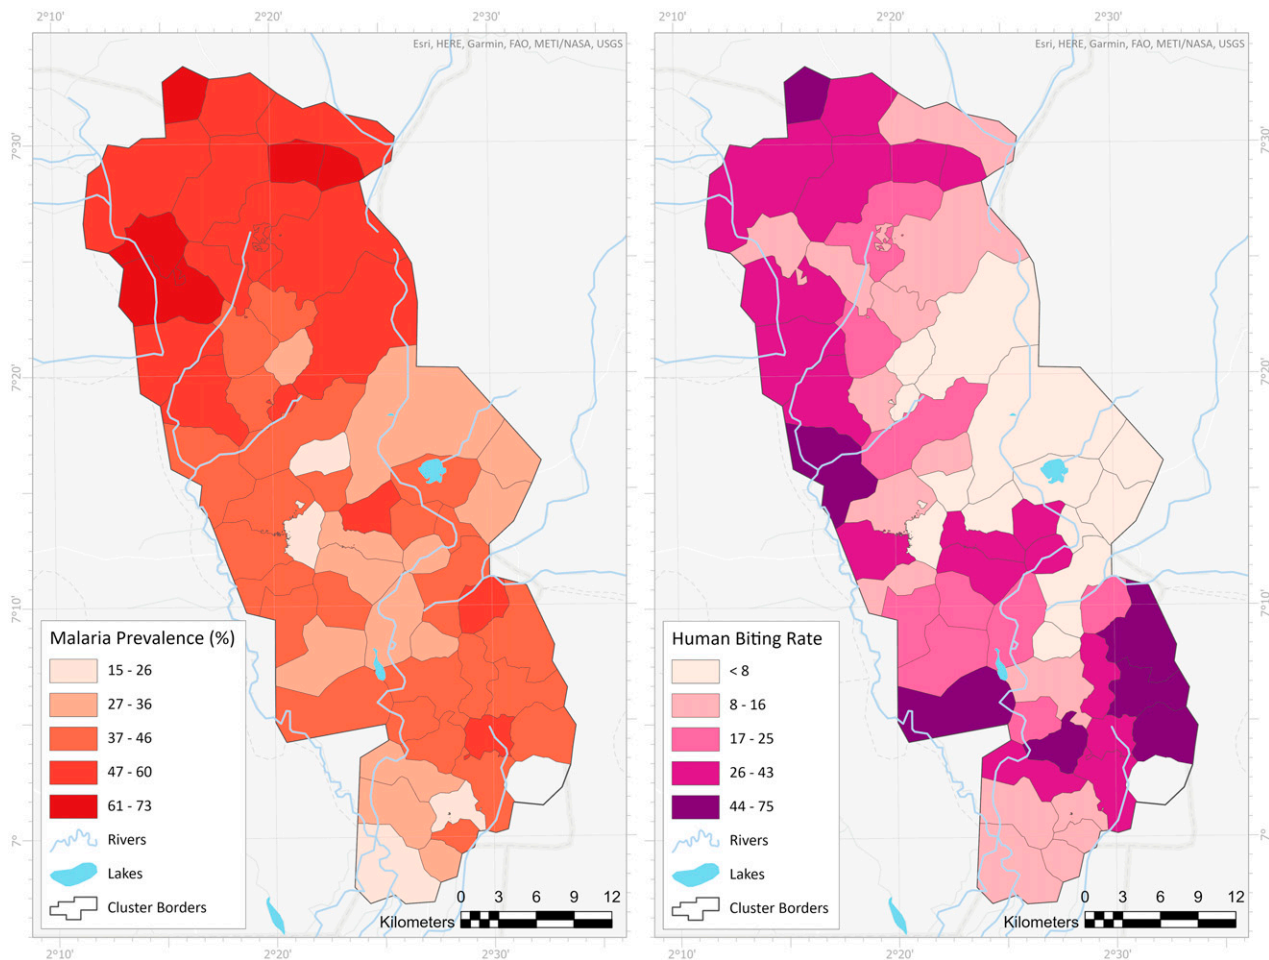 2°10' 2°20' 2°30' 2°20' 2°30'
Esri, HERE, Garmin, FAO, METI/NASA, USGS
7°30'
7°20'
7°10'
7°
Malaria Prevalence (%)
15 - 26
27 - 36
37 - 46
47 - 60
61 - 73
Rivers
Lakes
Cluster Borders
0 3 6 9 12
Kilometers
Esri, HERE, Garmin, FAO, METI/NASA, USGS
7°30'
7°20'
7°10'
7°
Human Biting Rate
< 8
8 - 16
17 - 25
26 - 43
44 - 75
Rivers
Lakes
Cluster Borders
0 3 6 9 12
Kilometers
2°10' 2°20' 2°30' 2°10' 2°20' 2°30'